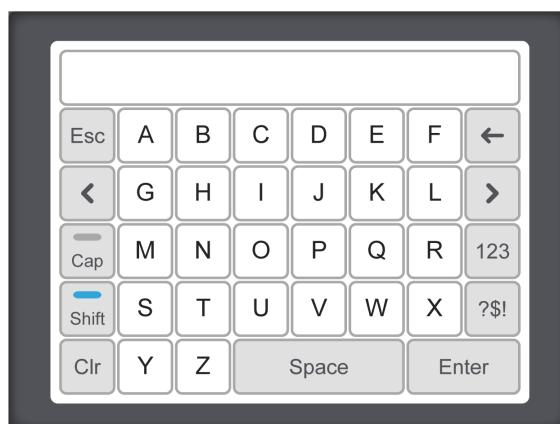 Esc A B C D E F ←
< G H I J K L >
Cap M N O P Q R 123
Shift S T U V W X ?$!
Clr Y Z Space Enter